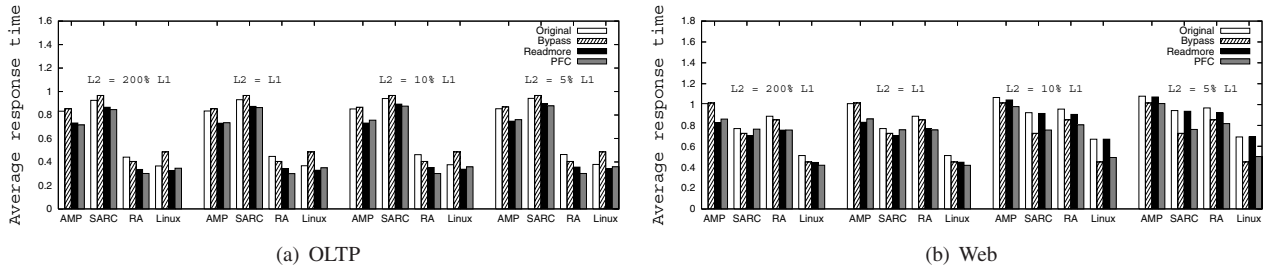 Average response time
1.6
1.4
1.2
1
0.8
0.6
0.4
0.2
0
Original
Bypass
Readmore
PFC
L2 = 200% L1
L2 = L1
L2 = 10% L1
L2 = 5% L1
AMP SARC RA Linux AMP SARC RA Linux AMP SARC RA Linux AMP SARC RA Linux
(a) OLTP
Average response time
1.8
1.6
1.4
1.2
1
0.8
0.6
0.4
0.2
0
Original
Bypass
Readmore
PFC
L2 = 200% L1
L2 = L1
L2 = 10% L1
L2 = 5% L1
AMP SARC RA Linux AMP SARC RA Linux AMP SARC RA Linux AMP SARC RA Linux
(b) Web